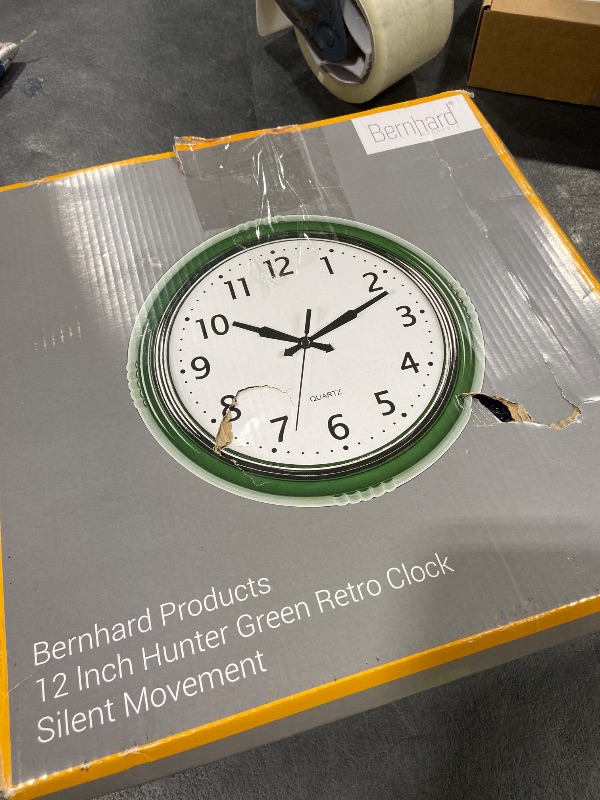 Bernhard
12
1
2
3
4
5
6
7
8
9
10
11
QUARTZ
Bernhard Products
12 Inch Hunter Green Retro Clock
Silent Movement